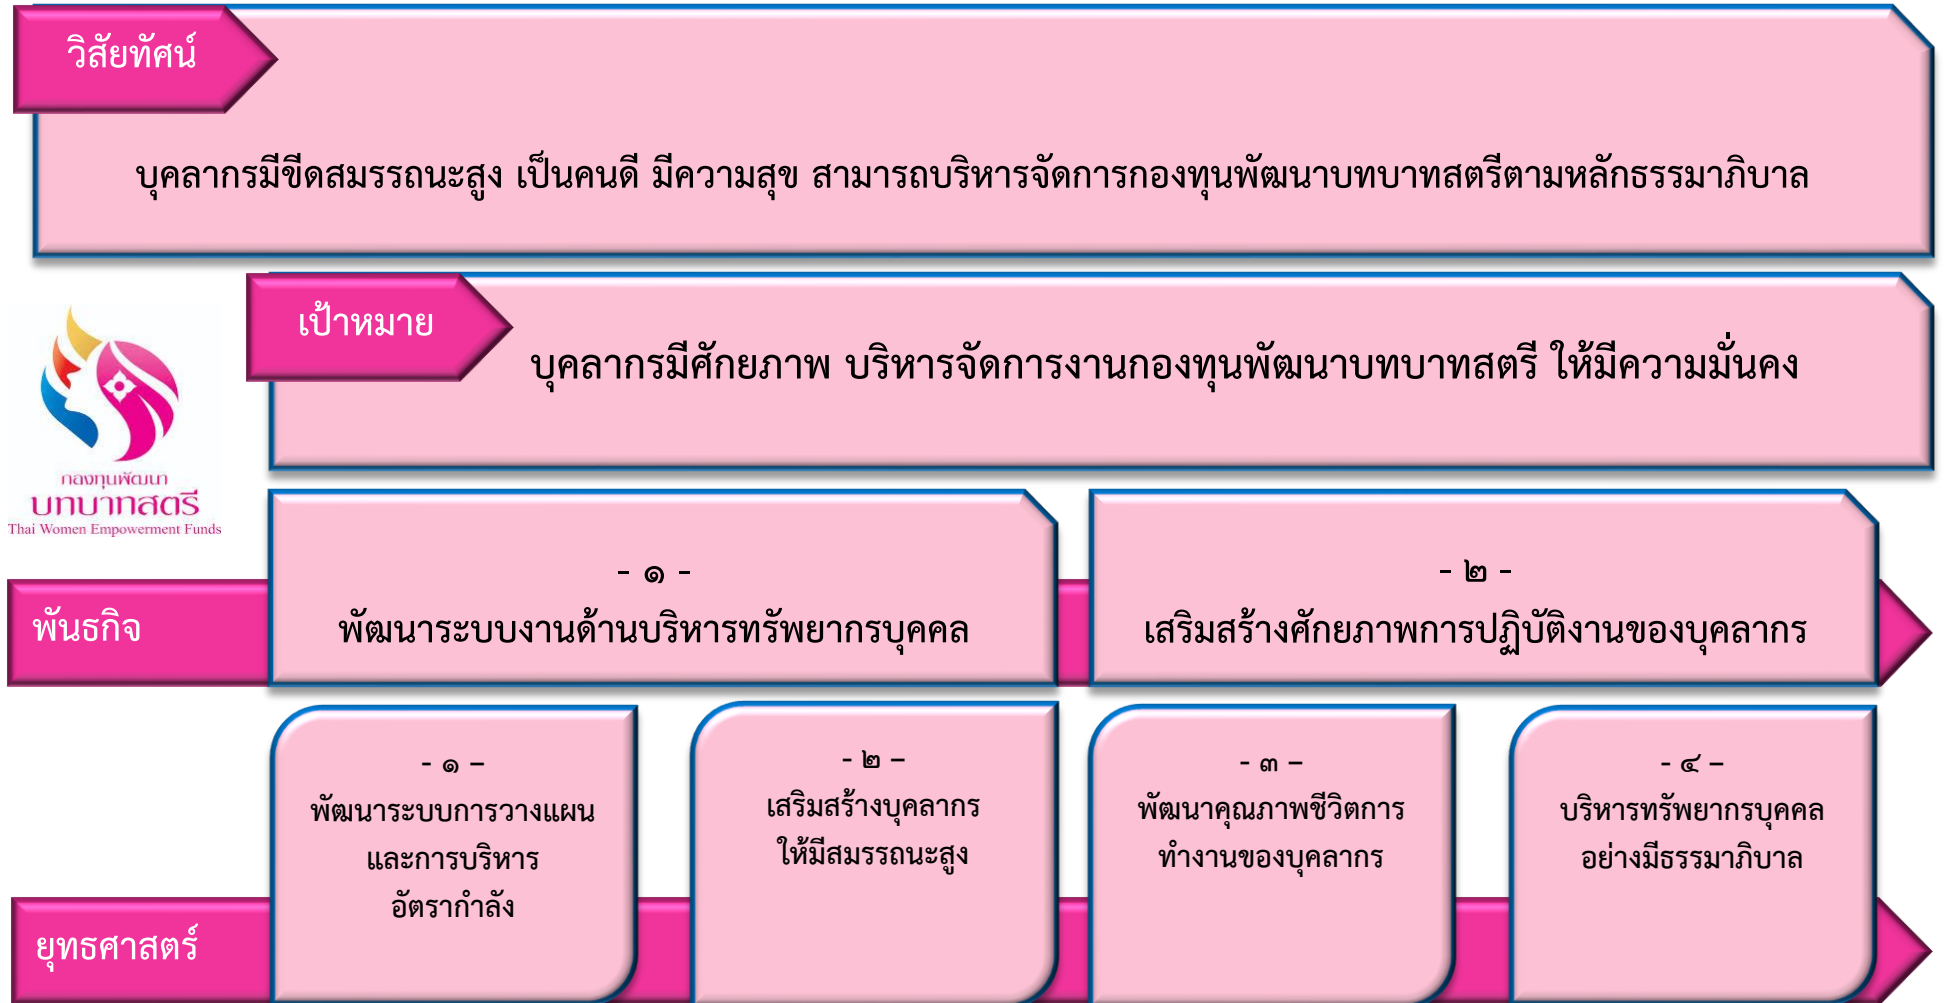 วิสัยทัศน์
บุคลากรมีขีดสมรรถนะสูง เป็นคนดี มีความสุข สามารถบริหารจัดการกองทุนพัฒนาบทบาทสตรีตามหลักธรรมาภิบาล
เป้าหมาย
บุคลากรมีศักยภาพ บริหารจัดการงานกองทุนพัฒนาบทบาทสตรี ให้มีความมั่นคง
กองทุนพัฒนา
บทบาทสตรี
Thai Women Empowerment Funds
พันธกิจ
- ๑ -
พัฒนาระบบงานด้านบริหารทรัพยากรบุคคล
- ๒ -
เสริมสร้างศักยภาพการปฏิบัติงานของบุคลากร
ยุทธศาสตร์
- ๑ –
พัฒนาระบบการวางแผน
และการบริหาร
อัตรากำลัง
- ๒ –
เสริมสร้างบุคลากร
ให้มีสมรรถนะสูง
- ๓ –
พัฒนาคุณภาพชีวิตการ
ทำงานของบุคลากร
- ๔ –
บริหารทรัพยากรบุคคล
อย่างมีธรรมาภิบาล